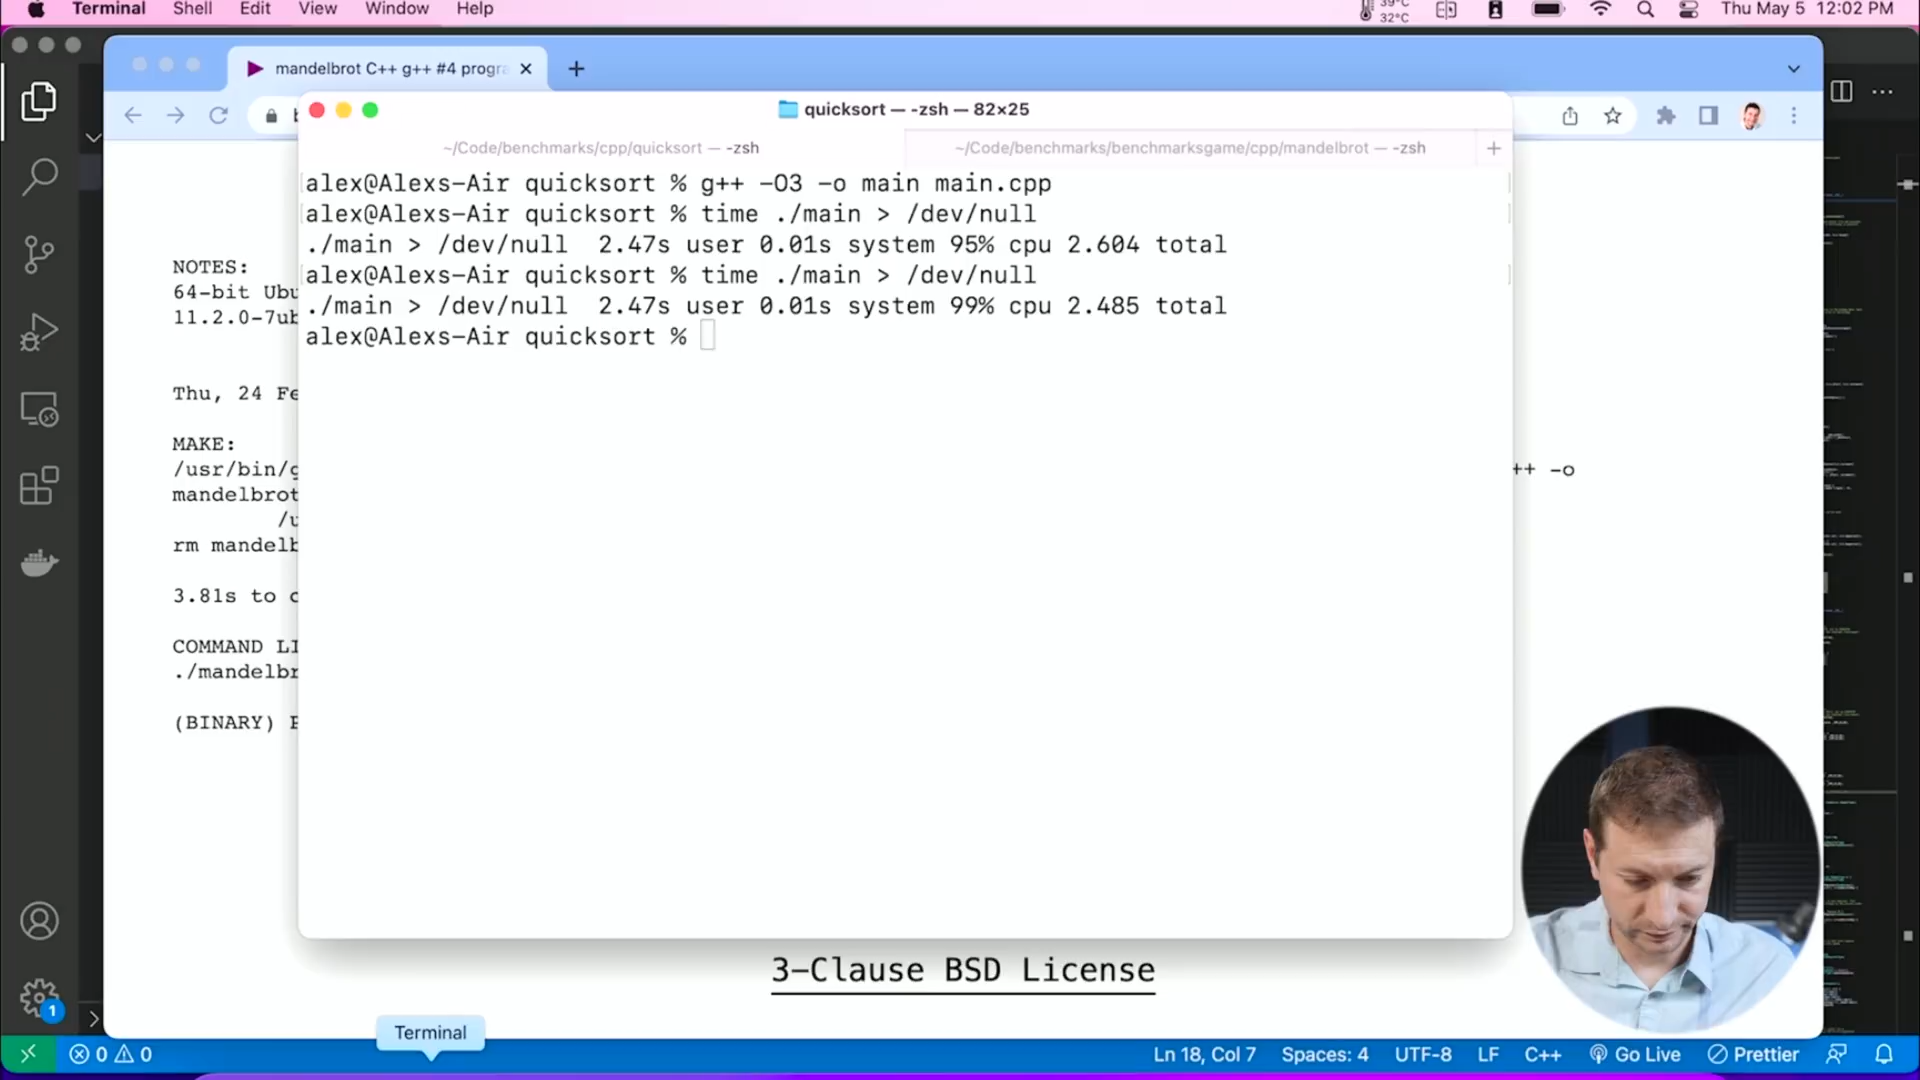 Terminal Shell Edit View Window Help 39°C 32°C Thu May 5 12:02 PM
mandelbrot C++ g++ #4 progra
quicksort — -zsh — 82×25
~/Code/benchmarks/cpp/quicksort — -zsh ~/Code/benchmarks/benchmarksgame/cpp/mandelbrot — -zsh
alex@Alexs-Air quicksort % g++ -O3 -o main main.cpp
alex@Alexs-Air quicksort % time ./main > /dev/null
./main > /dev/null 2.47s user 0.01s system 95% cpu 2.604 total
alex@Alexs-Air quicksort % time ./main > /dev/null
./main > /dev/null 2.47s user 0.01s system 99% cpu 2.485 total
alex@Alexs-Air quicksort %
NOTES:
64-bit Ubu
11.2.0-7ub
Thu, 24 Fe
MAKE:
/usr/bin/g ++ -o
mandelbrot
/u
rm mandelb
3.81s to c
COMMAND LI
./mandelbr
(BINARY) P
3-Clause BSD License
Terminal
1
0 0 Ln 18, Col 7 Spaces: 4 UTF-8 LF C++ Go Live Prettier